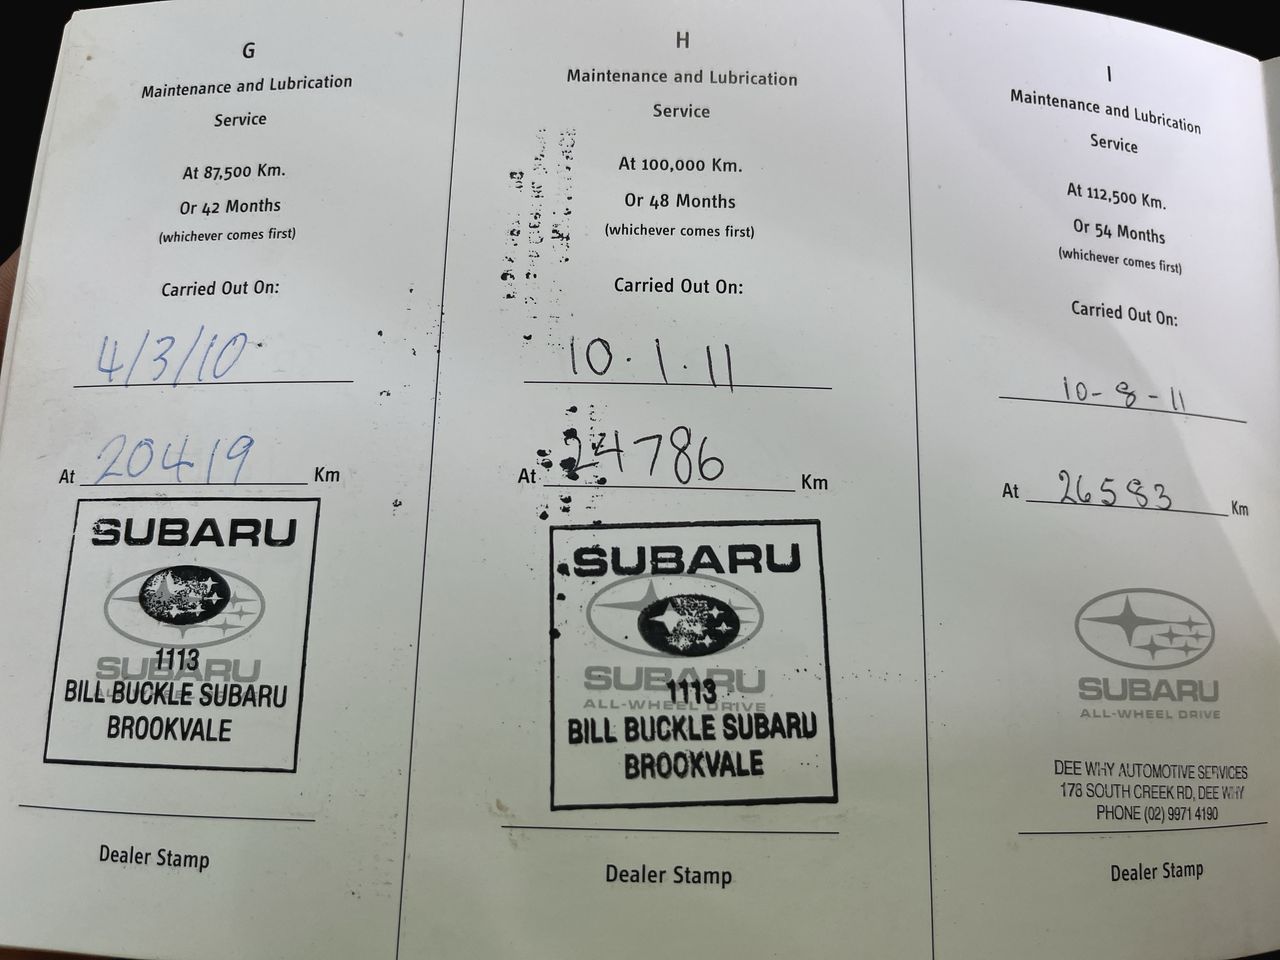 G
Maintenance and Lubrication
Service
At 87,500 Km.
Or 42 Months
(whichever comes first)
Carried Out On:
4/3/10
At 20419 Km
SUBARU
1113
SUBARU
BILL BUCKLE SUBARU
BROOKVALE
Dealer Stamp
H
Maintenance and Lubrication
Service
At 100,000 Km.
Or 48 Months
(whichever comes first)
Carried Out On:
10.1.11
At 24786 Km
SUBARU
SUBARU
1113
ALL-WHEEL DRIVE
BILL BUCKLE SUBARU
BROOKVALE
Dealer Stamp
I
Maintenance and Lubrication
Service
At 112,500 Km.
Or 54 Months
(whichever comes first)
Carried Out On:
10-8-11
At 26583 Km
SUBARU
ALL-WHEEL DRIVE
DEE WHY AUTOMOTIVE SERVICES
178 SOUTH CREEK RD, DEE WHY
PHONE (02) 9971 4190
Dealer Stamp